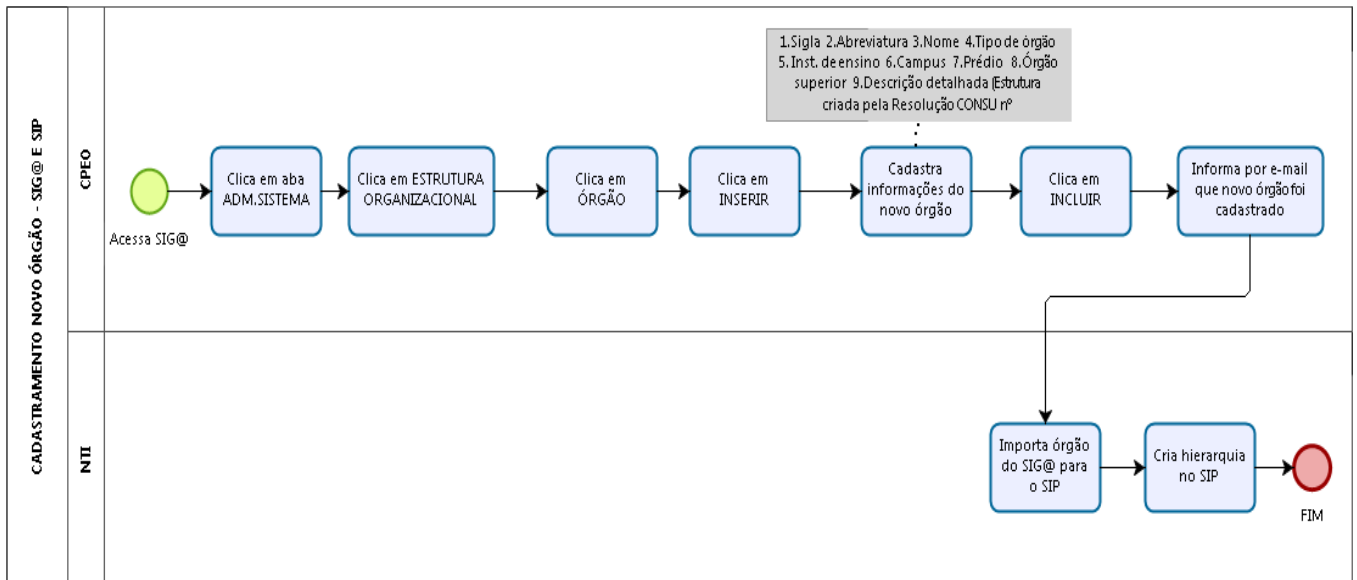 CADASTRAMENTO NOVO ÓRGÃO - SIG@ E SIP
CPEO
Acessa SIG@
Clica em aba
ADM.SISTEMA
Clica em ESTRUTURA
ORGANIZACIONAL
Clica em
ÓRGÃO
Clica em
INSERIR
1.Sigla 2.Abreviatura 3.Nome 4.Tipo de órgão
5.Inst. de ensino 6.Campus 7.Prédio 8.Órgão
superior 9.Descrição detalhada (Estrutura
criada pela Resolução CONSU nº
Cadastra
informações do
novo órgão
Clica em
INCLUIR
Informa por e-mail
que novo órgão foi
cadastrado
NTI
Importa órgão
do SIG@ para
o SIP
Cria hierarquia
no SIP
FIM